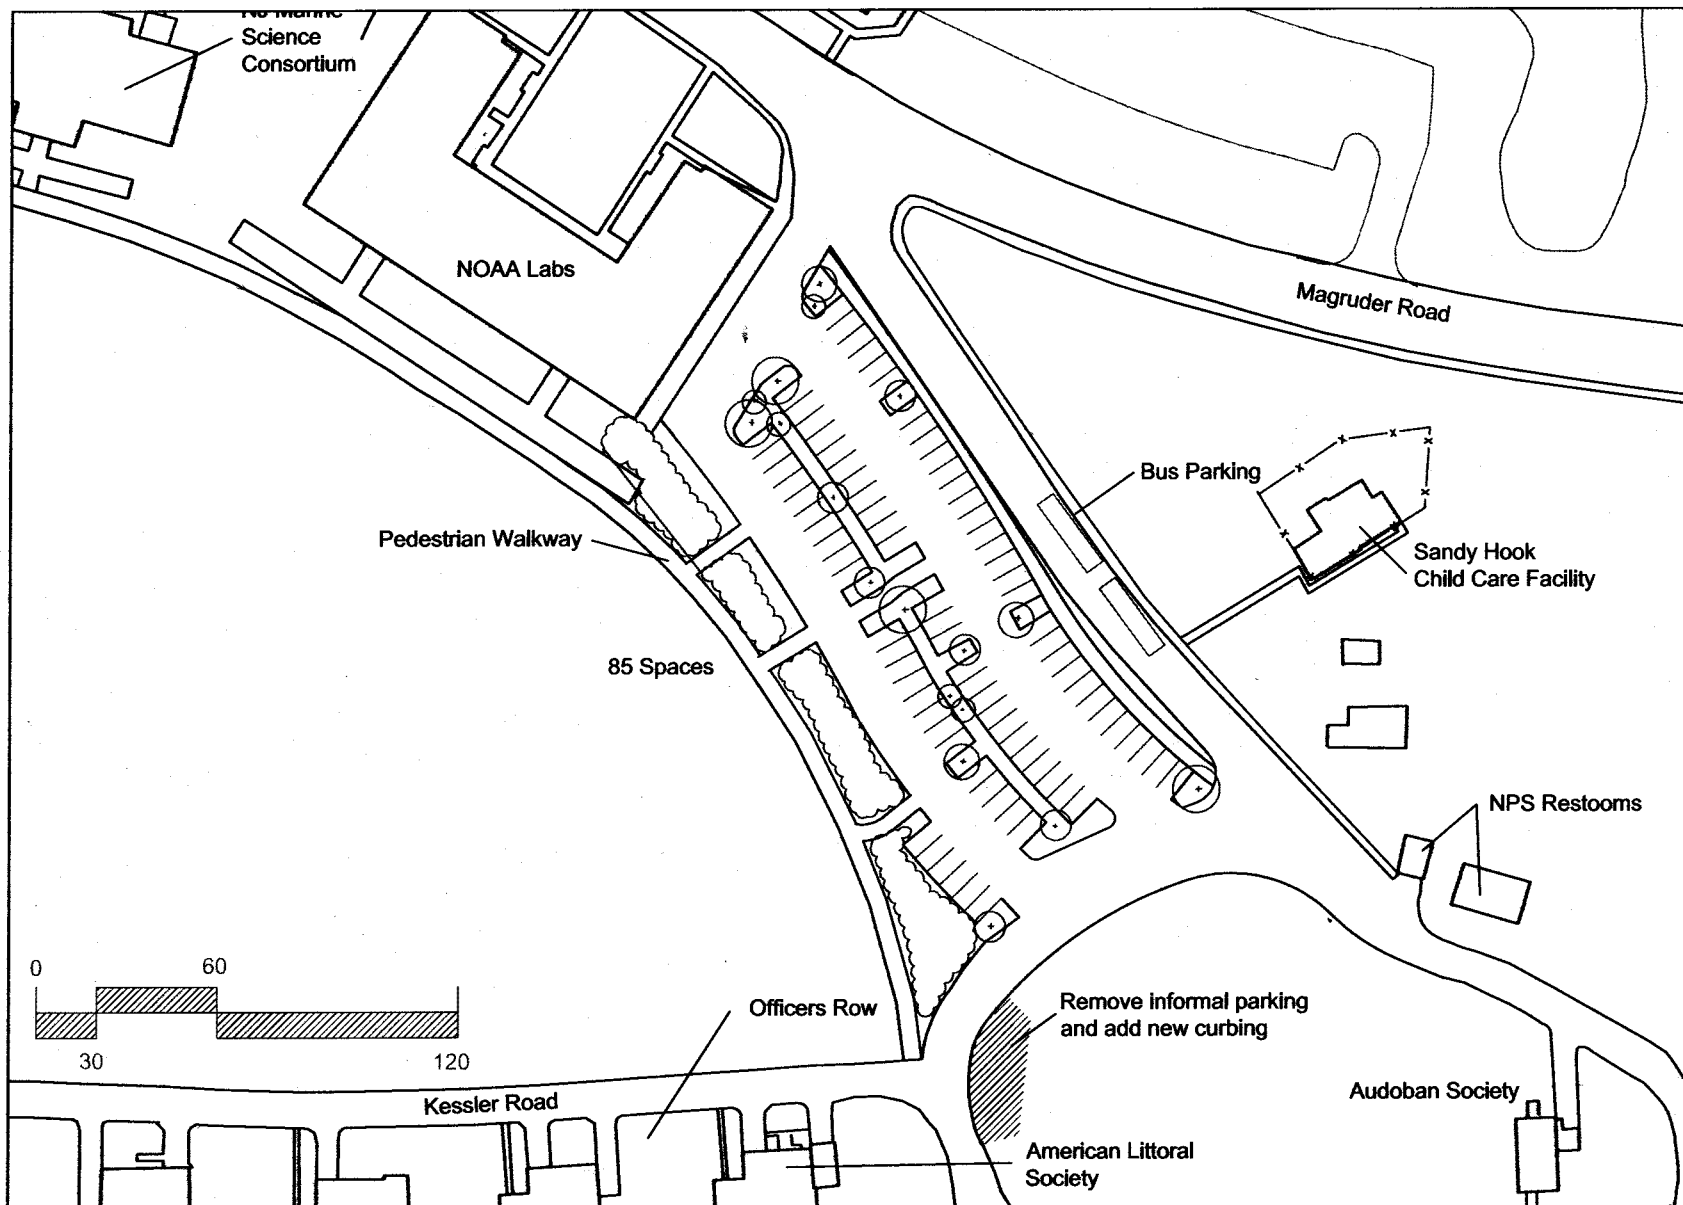 NJ Marine
Science
Consortium
NOAA Labs
Magruder Road
Bus Parking
Sandy Hook
Child Care Facility
Pedestrian Walkway
85 Spaces
NPS Restooms
0
60
30
120
Officers Row
Remove informal parking
and add new curbing
Kessler Road
Audoban Society
American Littoral
Society